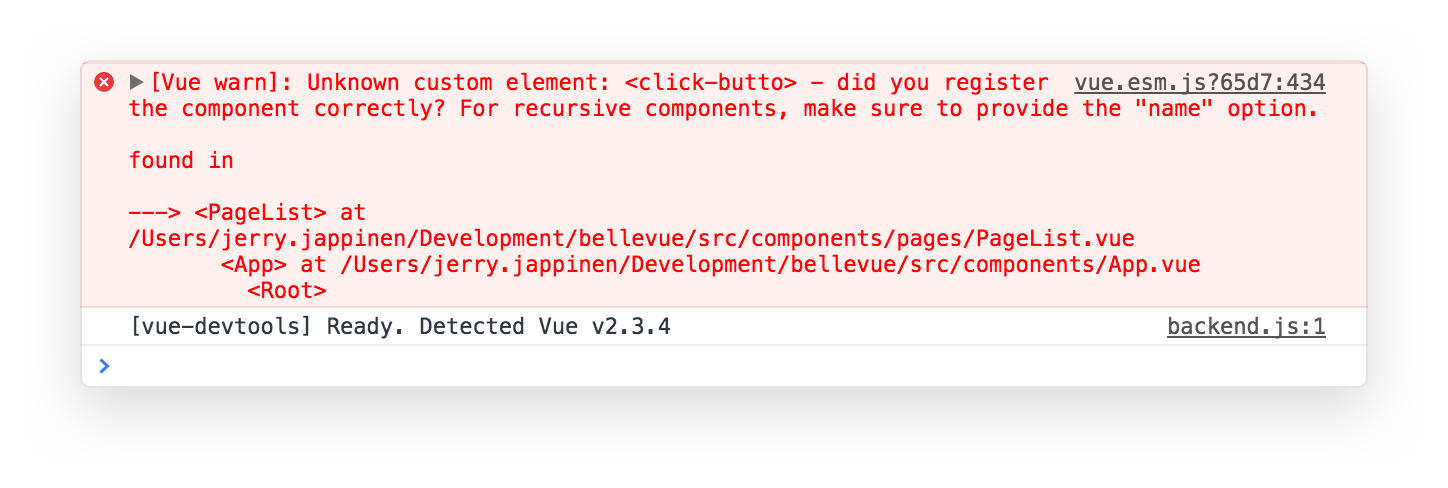 [Vue warn]: Unknown custom element: <click-butto> – did you register vue.esm.js?65d7:434
the component correctly? For recursive components, make sure to provide the "name" option.
found in
---> <PageList> at
/Users/jerry.jappinen/Development/bellevue/src/components/pages/PageList.vue
<App> at /Users/jerry.jappinen/Development/bellevue/src/components/App.vue
<Root>
[vue-devtools] Ready. Detected Vue v2.3.4 backend.js:1